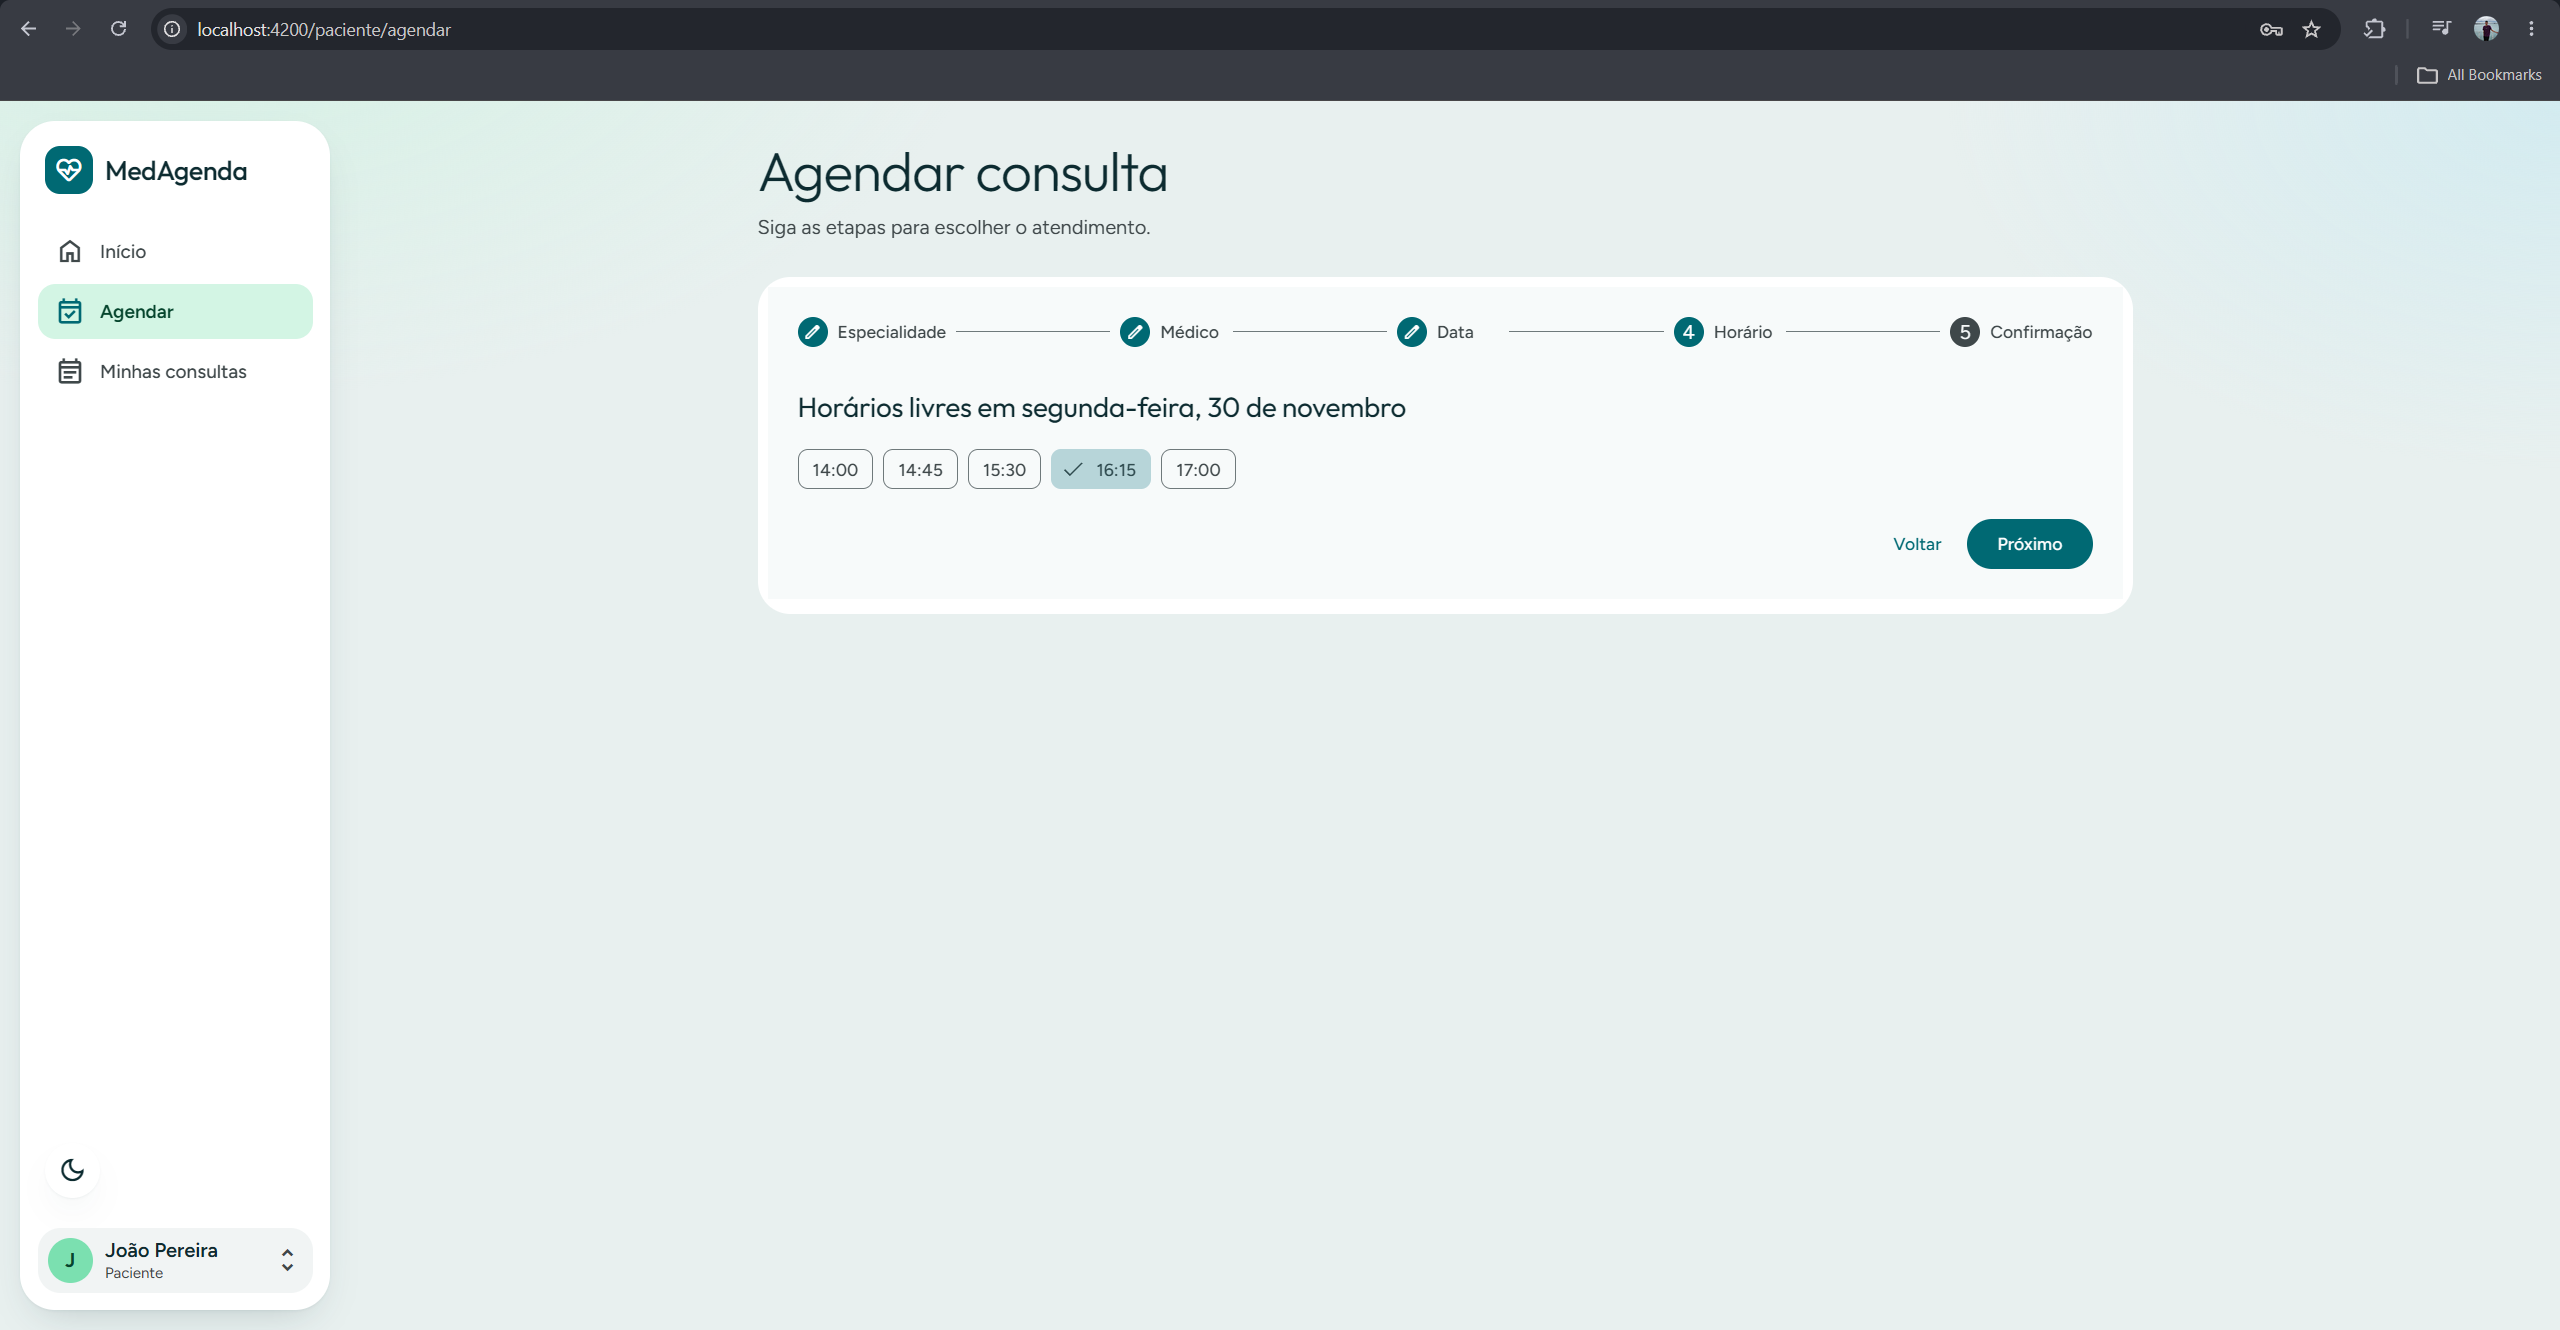 localhost:4200/paciente/agendar
All Bookmarks
MedAgenda
Início
Agendar
Minhas consultas
J
João Pereira
Paciente
Agendar consulta
Siga as etapas para escolher o atendimento.
Especialidade
Médico
Data
4 Horário
5 Confirmação
Horários livres em segunda-feira, 30 de novembro
14:00 14:45 15:30 16:15 17:00
Voltar Próximo